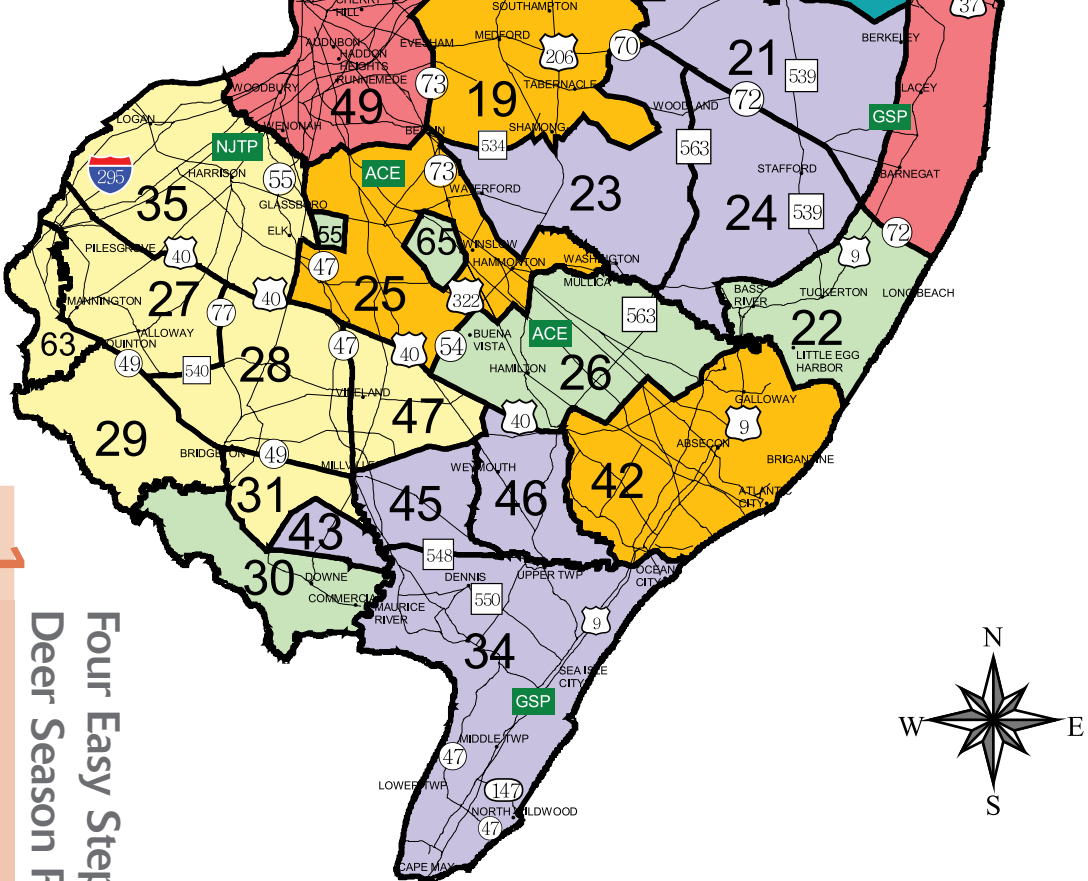 CHERRY
HILL
SOUTHAMPTON
37
AUDUBON
HADDON
HEIGHTS
RUNNEMEDE
EVESHAM
MEDFORD
206
70
BERKELEY
21
539
WOODBURY
49
73
19
TABERNACLE
WOODLAND
72
LACEY
GSP
LOGAN
WENONAH
BERLIN
SHAMONG
534
563
NJTP
295
HARRISON
55
ACE
73
WATERFORD
23
STAFFORD
BARNEGAT
35
GLASSBORO
24
539
ELK
55
65
WINSLOW
72
PILESGROVE
40
47
HAMMONTON
WASHINGTON
MULLICA
9
MANNINGTON
27
77
40
25
322
563
BASS
RIVER
TUCKERTON
LONG BEACH
63
ALLOWAY
QUINTON
49
540
28
47
40
54
BUENA
VISTA
ACE
26
HAMILTON
22
LITTLE EGG
HARBOR
VINELAND
47
40
GALLOWAY
9
29
BRIDGETON
49
MILLVILLE
WEYMOUTH
ABSECON
BRIGANTINE
31
43
45
46
42
ATLANTIC
CITY
548
30
DOWNE
COMMERCIAL
MAURICE
RIVER
DENNIS
550
UPPER TWP
OCEAN
CITY
9
34
SEA ISLE
CITY
GSP
MIDDLE TWP
47
LOWER TWP
147
NORTH WILDWOOD
47
CAPE MAY
N
W
E
S
1
Four Easy Step
Deer Season